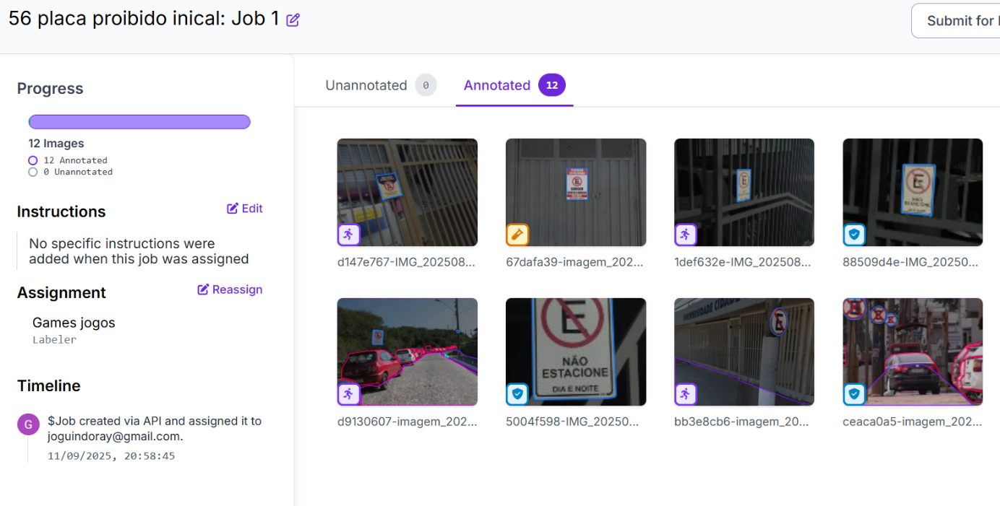 56 placa proibido inical: Job 1
Submit for
Progress
12 Images
12 Annotated
0 Unannotated
Instructions
Edit
No specific instructions were
added when this job was assigned
Assignment
Reassign
Games jogos
Labeler
Timeline
G
$Job created via API and assigned it to
joguindoray@gmail.com.
11/09/2025, 20:58:45
Unannotated 0
Annotated 12
E
E
E
E
d147e767-IMG_202508...
67dafa39-imagem_202...
1def632e-IMG_202508...
88509d4e-IMG_20250...
E
NÃO
ESTACIONE
DIA E NOITE
UNIVERSIDADE CIDADE
E
d9130607-imagem_202...
5004f598-IMG_20250...
bb3e8cb6-imagem_20...
ceaca0a5-imagem_202...